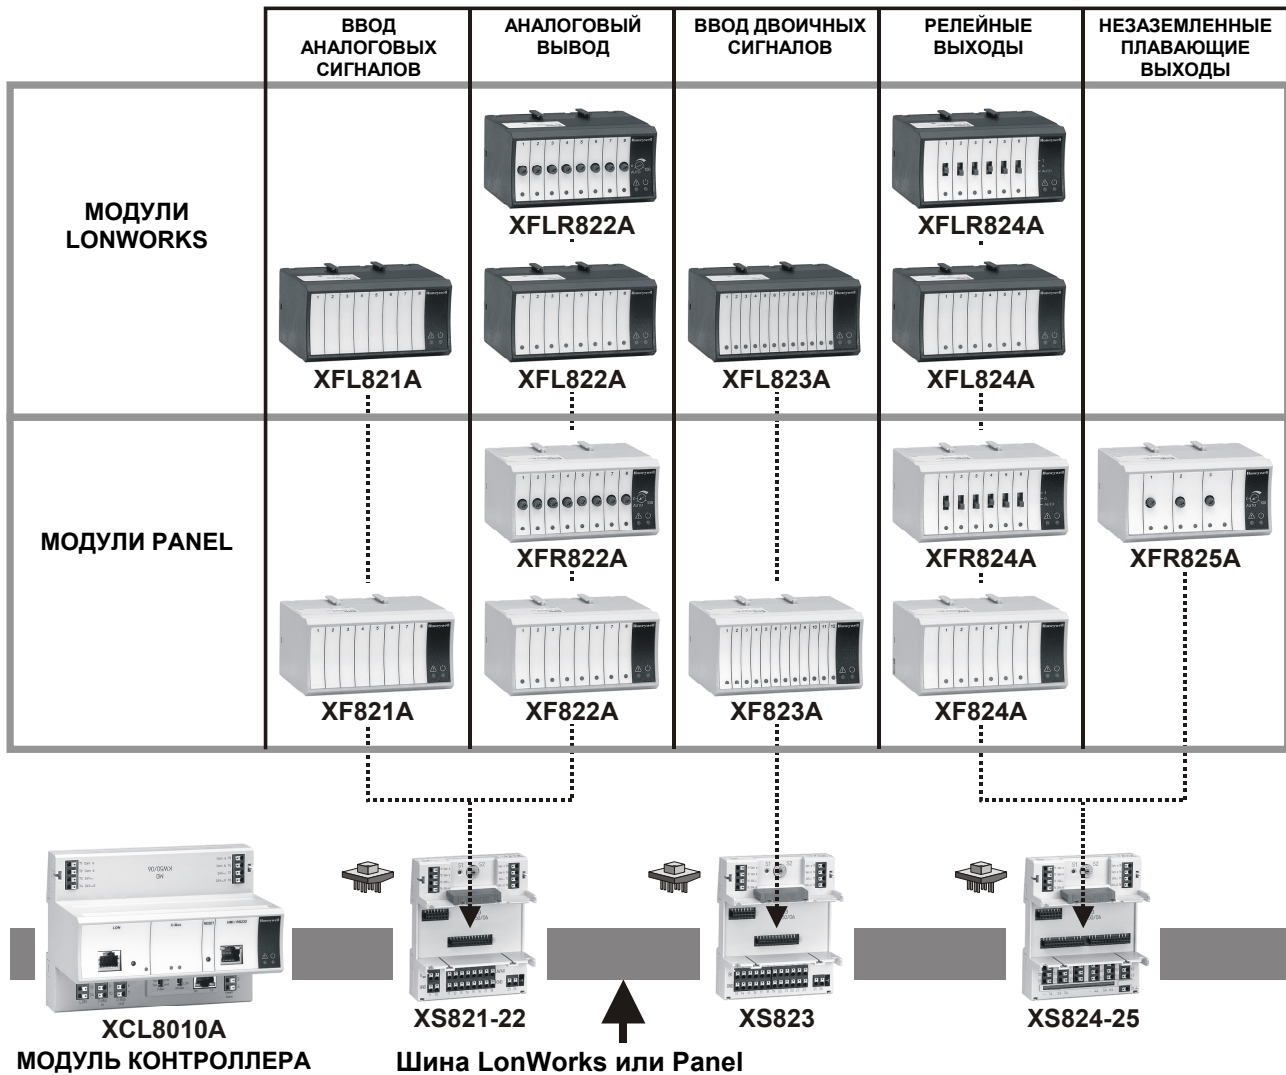 ВВОД
АНАЛОГОВЫХ
СИГНАЛОВ
АНАЛОГОВЫЙ
ВЫВОД
ВВОД ДВОИЧНЫХ
СИГНАЛОВ
РЕЛЕЙНЫЕ
ВЫХОДЫ
НЕЗАЗЕМЛЕННЫЕ
ПЛАВАЮЩИЕ
ВЫХОДЫ
МОДУЛИ
LONWORKS
XFLR822A
XFLR824A
XFL821A
XFL822A
XFL823A
XFL824A
МОДУЛИ PANEL
XFR822A
XFR824A
XFR825A
XF821A
XF822A
XF823A
XF824A
XCL8010A
МОДУЛЬ КОНТРОЛЛЕРА
XS821-22
XS823
XS824-25
Шина LonWorks или Panel